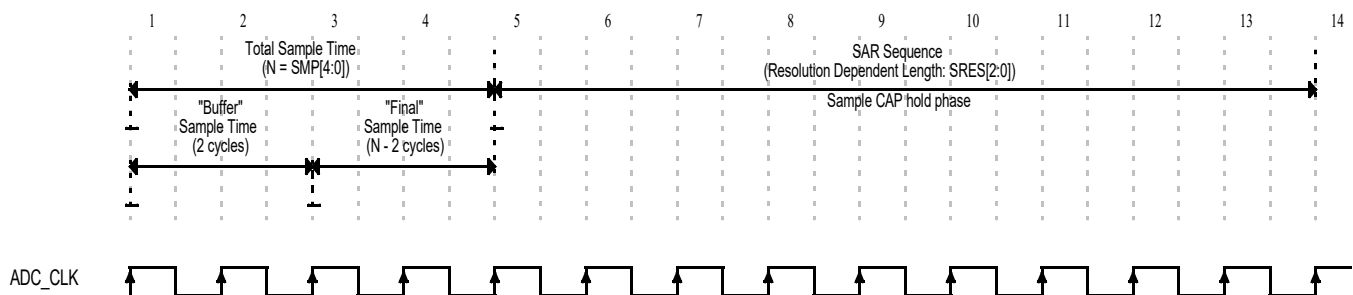 1 2 3 4 5 6 7 8 9 10 11 12 13 14
Total Sample Time
(N = SMP[4:0])
SAR Sequence
(Resolution Dependent Length: SRES[2:0])
Sample CAP hold phase
"Buffer"
Sample Time
(2 cycles)
"Final"
Sample Time
(N - 2 cycles)
ADC_CLK